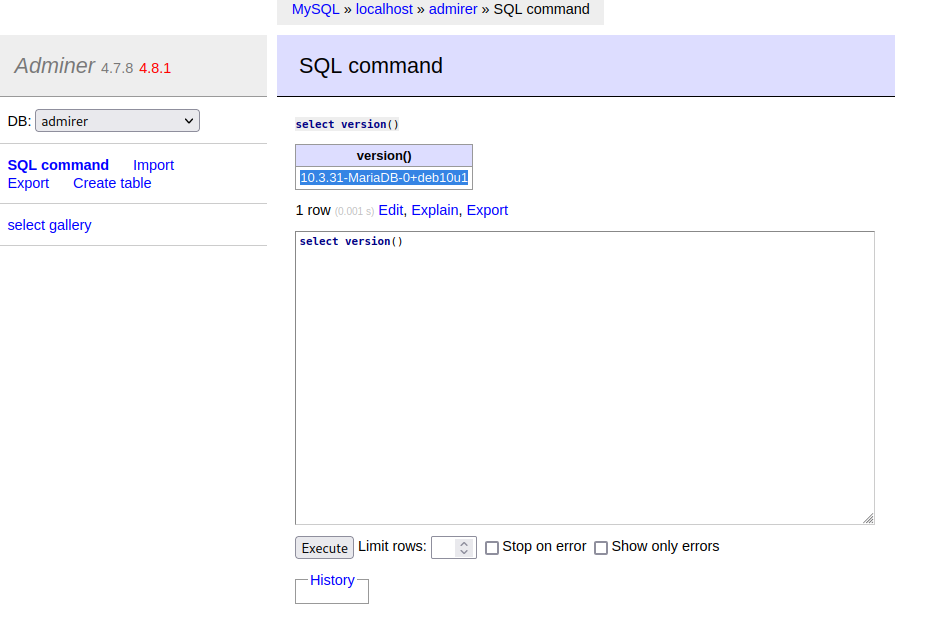 MySQL » localhost » admirer » SQL command
Adminer 4.7.8 4.8.1
SQL command
DB: admirer
SQL command Import
Export Create table
select gallery
select version()
version()
10.3.31-MariaDB-0+deb10u1
1 row (0.001 s) Edit, Explain, Export
select version()
Execute Limit rows: Stop on error Show only errors
History